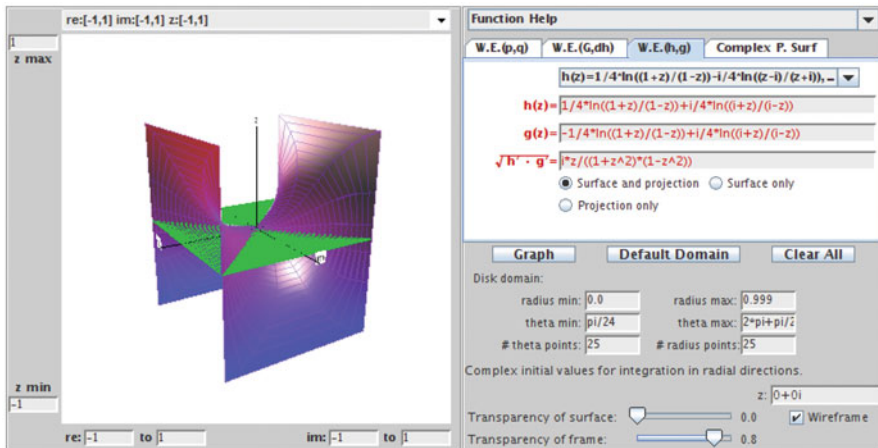 re:[-1,1] im:[-1,1] z:[-1,1]
1
z max
z
z min
-1
re: -1 to 1 im: -1 to 1
Function Help
W.E.(p,q) W.E.(G,dh) W.E.(h,g) Complex P. Surf
h(z)=1/4*ln((1+z)/(1-z))-i/4*ln((z-i)/(z+i)), ...
h(z)= 1/4*ln((1+z)/(1-z))+i/4*ln((i+z)/(i-z))
g(z)= -1/4*ln((1+z)/(1-z))+i/4*ln((i+z)/(i-z))
√h' · g'= i*z/((1+z^2)*(1-z^2))
Surface and projection Surface only
Projection only
Graph Default Domain Clear All
Disk domain:
radius min: 0.0 radius max: 0.999
theta min: pi/24 theta max: 2*pi+pi/2
# theta points: 25 # radius points: 25
Complex initial values for integration in radial directions.
z: 0+0i
Transparency of surface: 0.0 Wireframe
Transparency of frame: 0.8